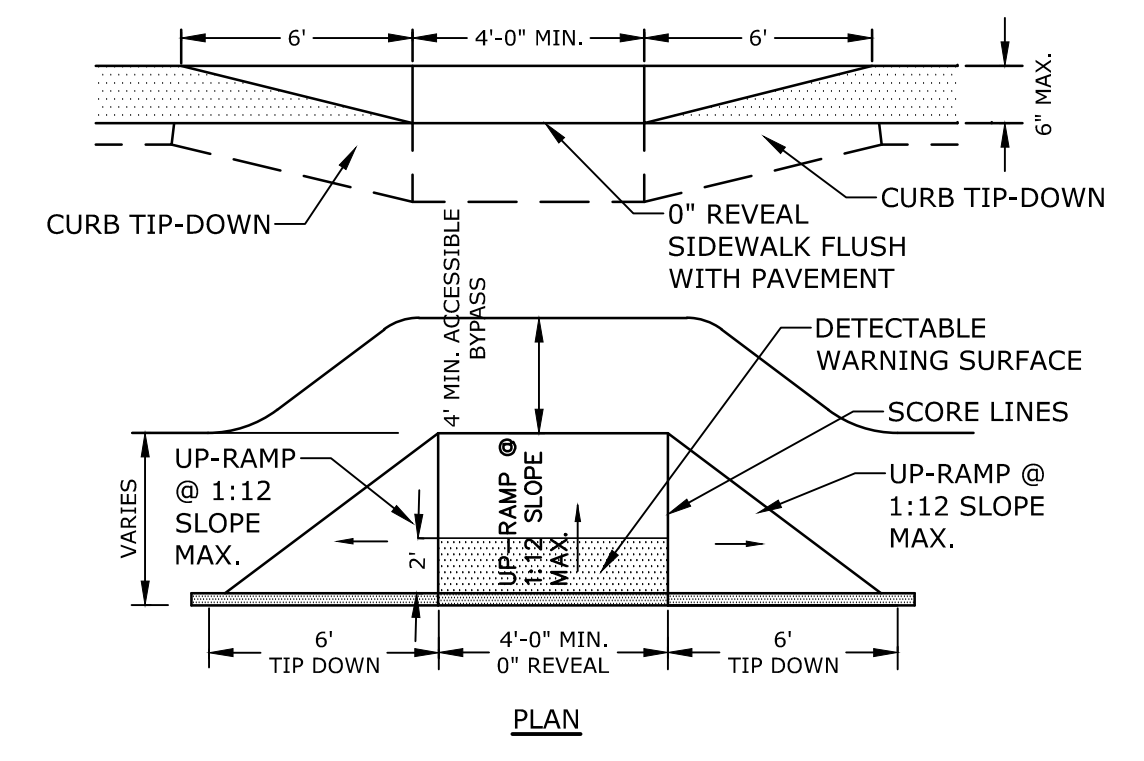 6'
4'-0" MIN.
6'
6" MAX.
CURB TIP-DOWN
CURB TIP-DOWN
0" REVEAL
SIDEWALK FLUSH
WITH PAVEMENT
4' MIN. ACCESSIBLE
BYPASS
DETECTABLE
WARNING SURFACE
SCORE LINES
UP-RAMP
@ 1:12
SLOPE
MAX.
UP-RAMP @
1:12 SLOPE
MAX.
UP-RAMP @
1:12 SLOPE
MAX.
VARIES
2'
6'
TIP DOWN
4'-0" MIN.
0" REVEAL
6'
TIP DOWN
PLAN